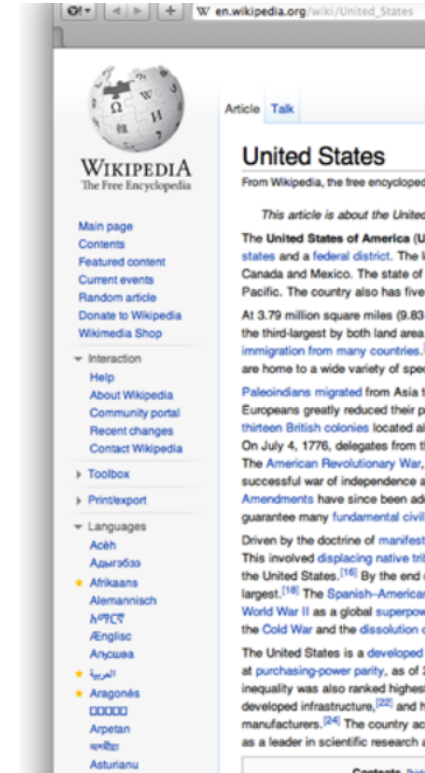 W en.wikipedia.org/wiki/United_States
WIKIPEDIA
The Free Encyclopedia
Main page
Contents
Featured content
Current events
Random article
Donate to Wikipedia
Wikimedia Shop
Interaction
Help
About Wikipedia
Community portal
Recent changes
Contact Wikipedia
Toolbox
Print/export
Languages
Acèh
Адыгэбзэ
Afrikaans
Alemannisch
አማርኛ
Ænglisc
Аҧсшәа
العربية
Aragonés
Arpetan
অসমীয়া
Asturianu
Article Talk
United States
From Wikipedia, the free encycloped
This article is about the United
The United States of America (U
states and a federal district. The l
Canada and Mexico. The state of
Pacific. The country also has five
At 3.79 million square miles (9.83
the third-largest by both land area
immigration from many countries.
are home to a wide variety of spec
Paleoindians migrated from Asia t
Europeans greatly reduced their p
thirteen British colonies located al
On July 4, 1776, delegates from th
The American Revolutionary War,
successful war of independence a
Amendments have since been ad
guarantee many fundamental civil
Driven by the doctrine of manifest
This involved displacing native trib
the United States.[16] By the end
largest.[18] The Spanish–American
World War II as a global superpow
the Cold War and the dissolution
The United States is a developed
at purchasing-power parity, as of 2
inequality was also ranked highest
developed infrastructure,[22] and h
manufacturers.[24] The country ac
as a leader in scientific research a